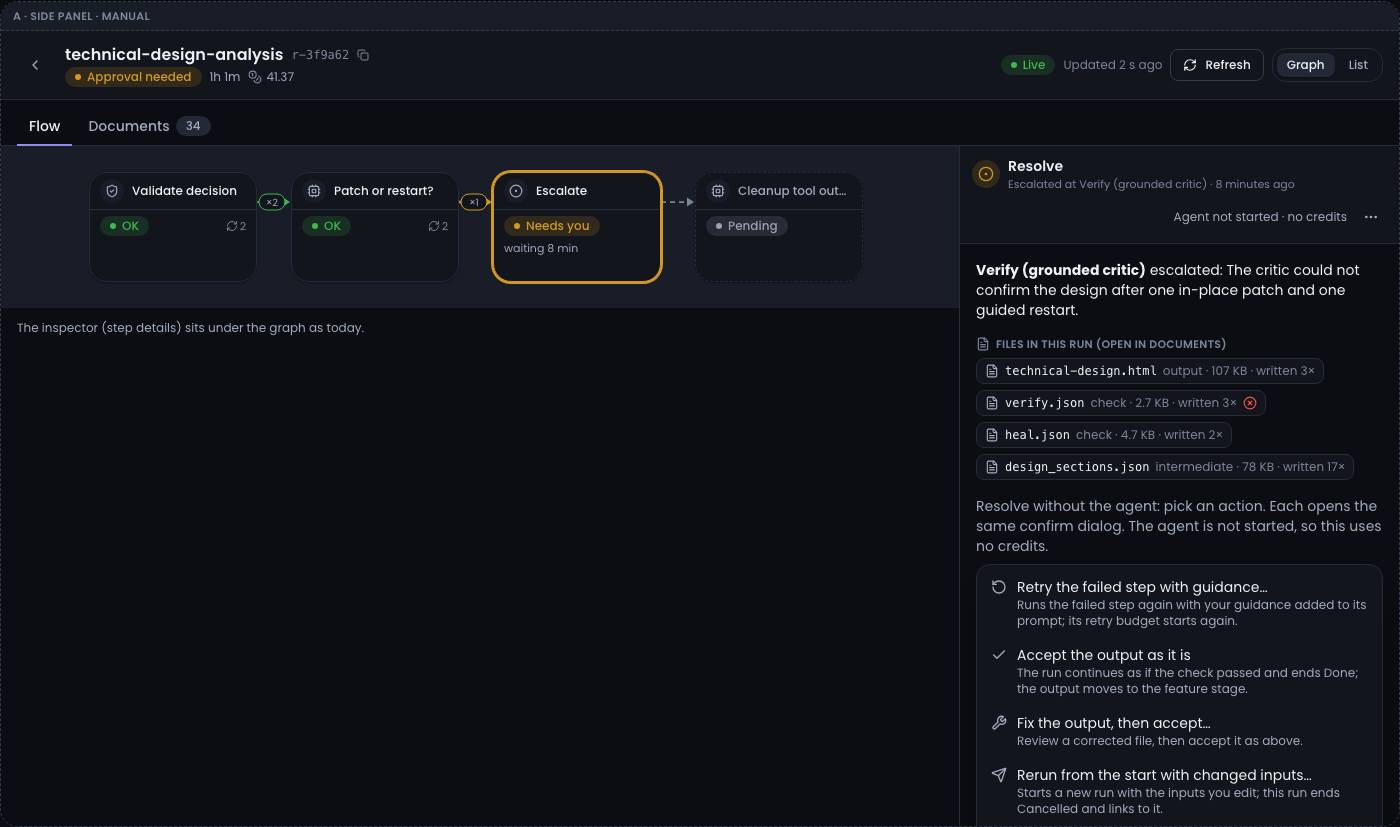 A · SIDE PANEL · MANUAL
technical-design-analysis r-3f9a62
Approval needed 1h 1m 41.37
Live Updated 2 s ago Refresh Graph List
Flow Documents 34
Validate decision
OK 2
×2
Patch or restart?
OK 2
×1
Escalate
Needs you
waiting 8 min
Cleanup tool out…
Pending
The inspector (step details) sits under the graph as today.
Resolve
Escalated at Verify (grounded critic) · 8 minutes ago
Agent not started · no credits
Verify (grounded critic) escalated: The critic could not
confirm the design after one in-place patch and one
guided restart.
FILES IN THIS RUN (OPEN IN DOCUMENTS)
technical-design.html output · 107 KB · written 3×
verify.json check · 2.7 KB · written 3×
heal.json check · 4.7 KB · written 2×
design_sections.json intermediate · 78 KB · written 17×
Resolve without the agent: pick an action. Each opens the
same confirm dialog. The agent is not started, so this uses
no credits.
Retry the failed step with guidance…
Runs the failed step again with your guidance added to its
prompt; its retry budget starts again.
Accept the output as it is
The run continues as if the check passed and ends Done;
the output moves to the feature stage.
Fix the output, then accept…
Review a corrected file, then accept it as above.
Rerun from the start with changed inputs…
Starts a new run with the inputs you edit; this run ends
Cancelled and links to it.